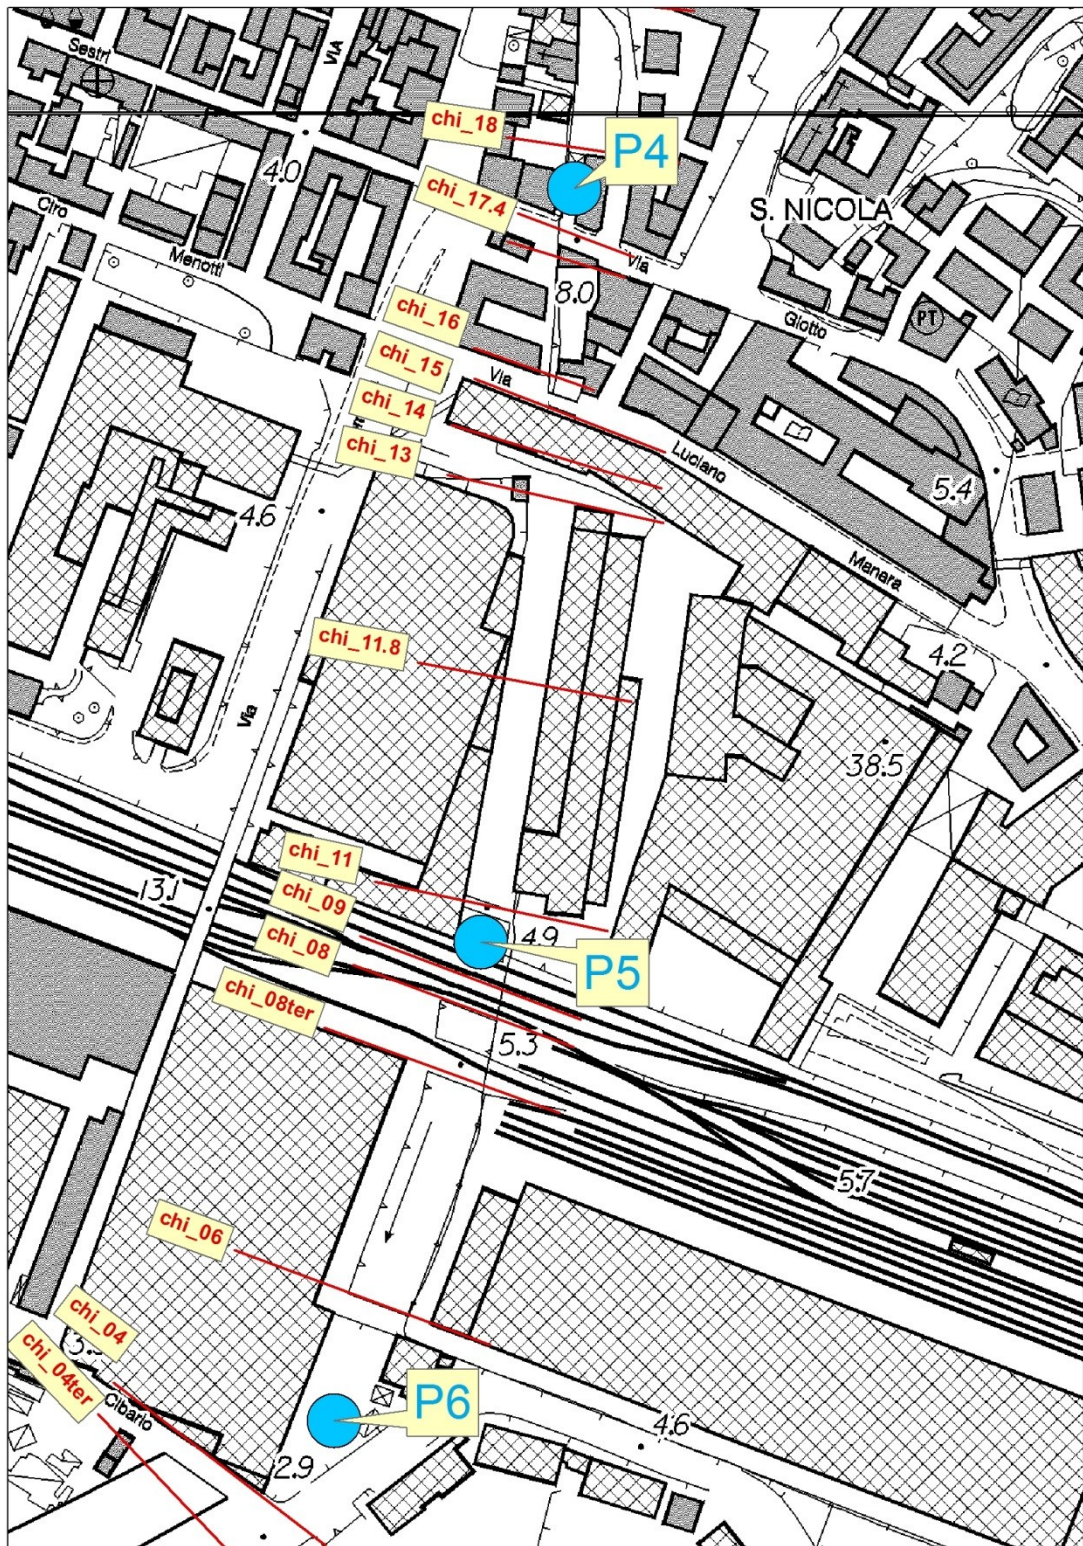 Sestri
VIA
chi_18
P4
4.0
chi_17.4
S. NICOLA
Ciro
Menotti
Via
8.0
chi_16
Giotto
PT
chi_15
Via
chi_14
chi_13
Luciano
5.4
4.6
Manara
chi_11.8
4.2
Via
38.5
chi_11
13.1
chi_09
4.9
chi_08
P5
chi_08ter
5.3
5.7
chi_06
chi_04
chi_04ter
P6
Cibario
4.6
2.9